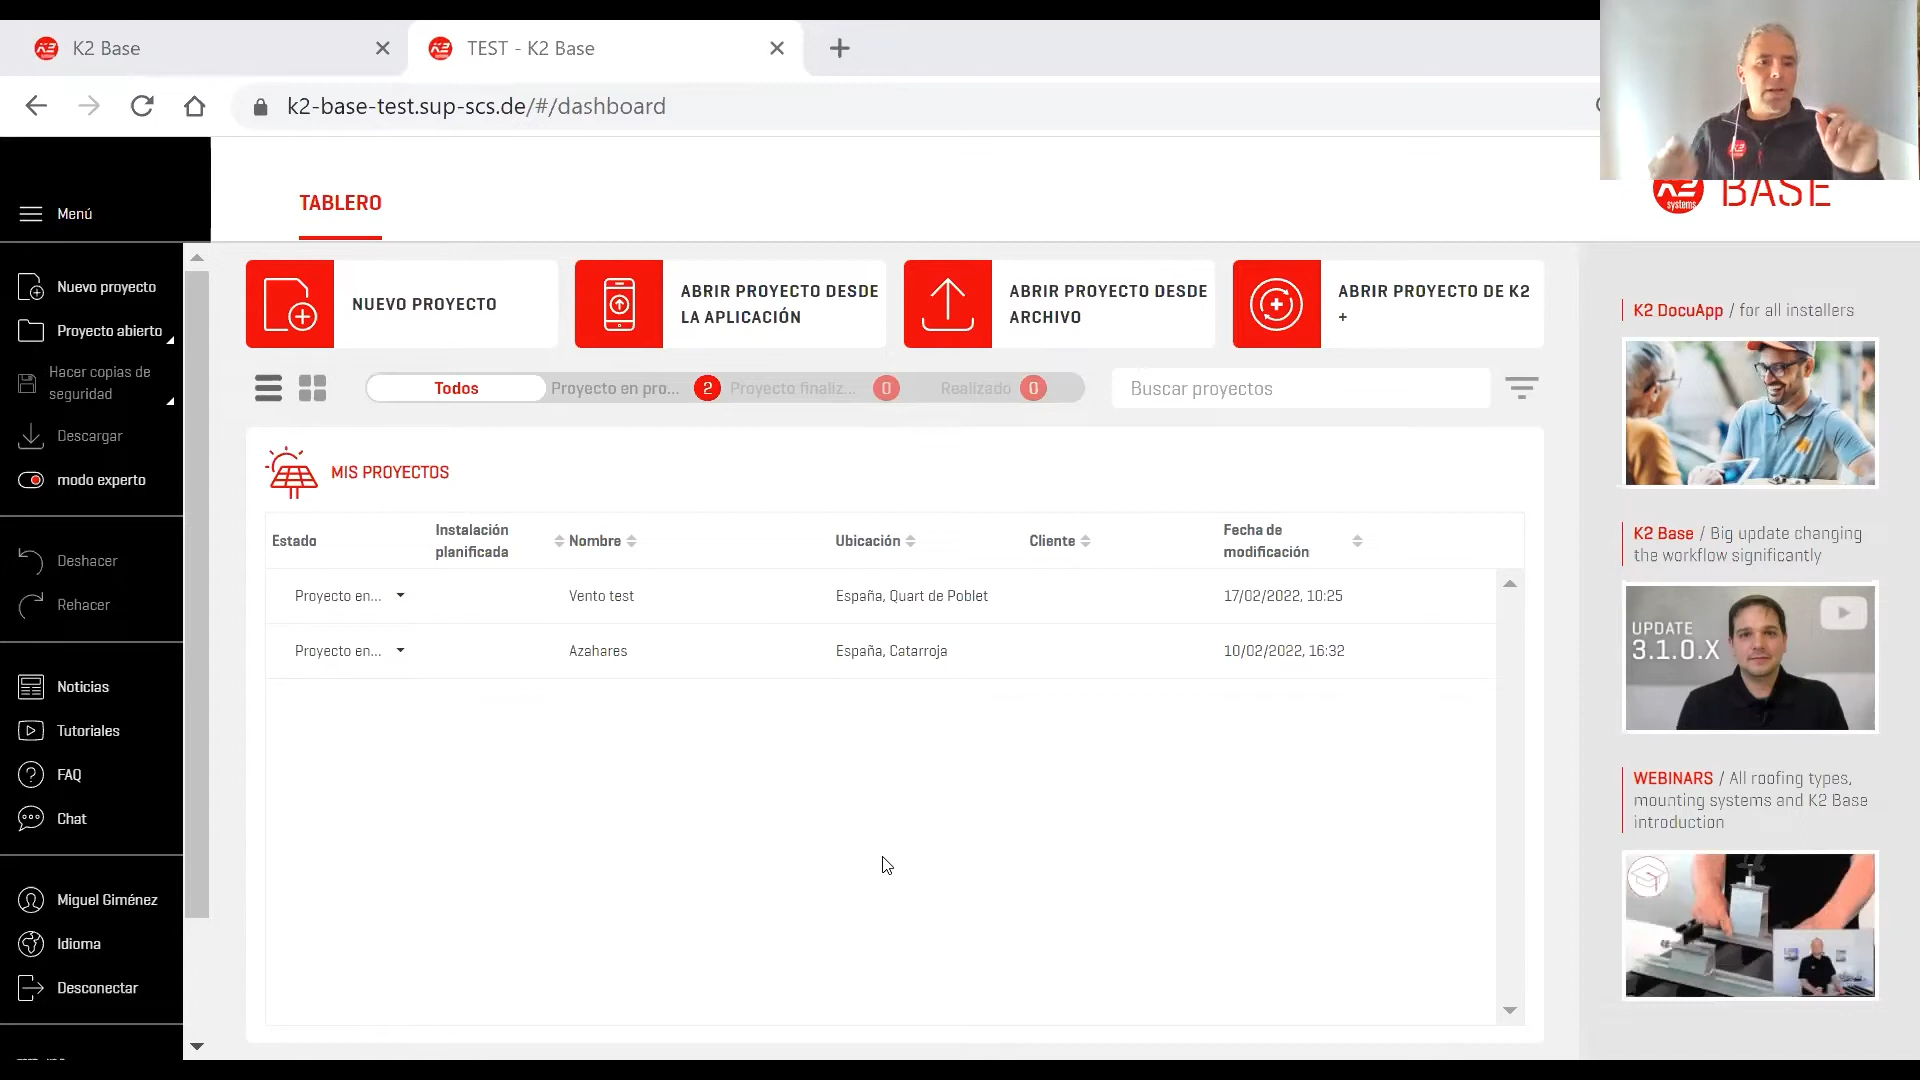 K2 Base
TEST - K2 Base
k2-base-test.sup-scs.de/#/dashboard
Menú
TABLERO
K2 systems BASE
Nuevo proyecto
Proyecto abierto
Hacer copias de
seguridad
Descargar
modo experto
Deshacer
Rehacer
Noticias
Tutoriales
FAQ
Chat
Miguel Giménez
Idioma
Desconectar
NUEVO PROYECTO
ABRIR PROYECTO DESDE
LA APLICACIÓN
ABRIR PROYECTO DESDE
ARCHIVO
ABRIR PROYECTO DE K2
+
Todos
Proyecto en pro... 2
Proyecto finaliz... 0
Realizado 0
Buscar proyectos
MIS PROYECTOS
Estado
Instalación
planificada
Nombre
Ubicación
Cliente
Fecha de
modificación
Proyecto en... Vento test España, Quart de Poblet 17/02/2022, 10:25
Proyecto en... Azahares España, Catarroja 10/02/2022, 16:32
K2 DocuApp / for all installers
K2 Base / Big update changing
the workflow significantly
UPDATE
3.1.0.X
WEBINARS / All roofing types,
mounting systems and K2 Base
introduction